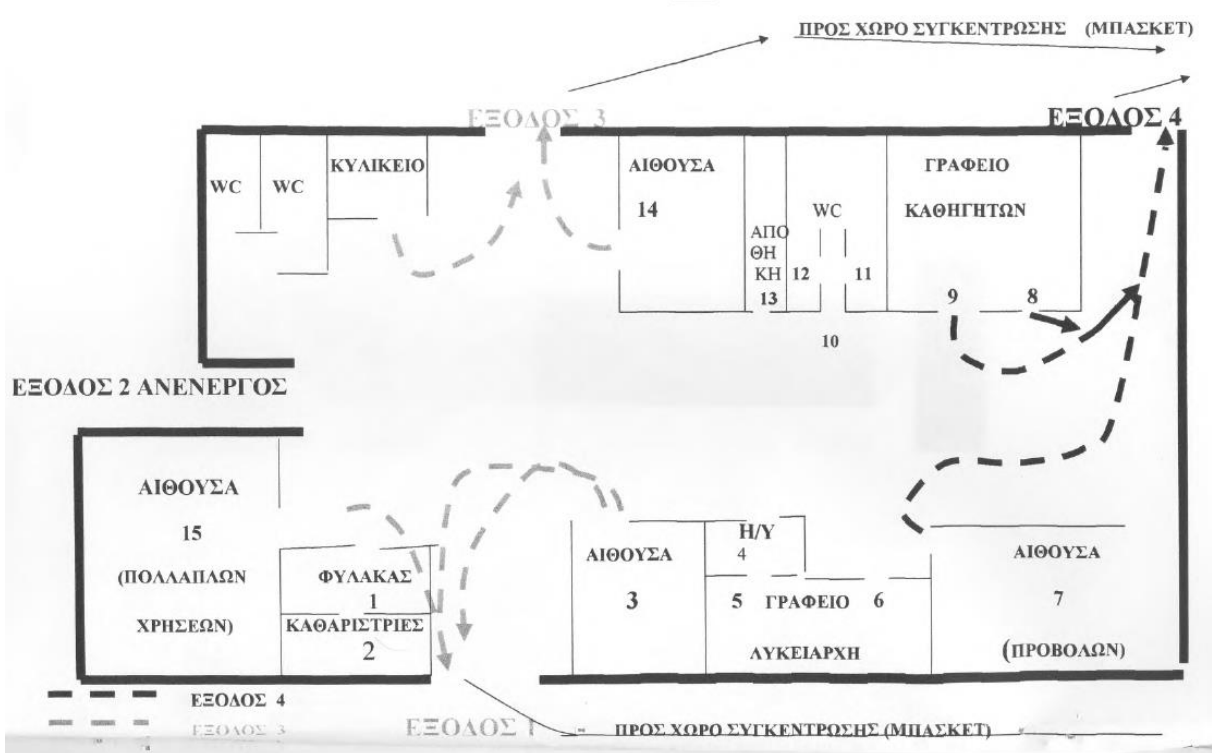 ΠΡΟΣ ΧΩΡΟ ΣΥΓΚΕΝΤΡΩΣΗΣ (ΜΠΑΣΚΕΤ)
ΕΞΟΔΟΣ 3
ΕΞΟΔΟΣ 4
WC
WC
ΚΥΛΙΚΕΙΟ
ΑΙΘΟΥΣΑ
14
ΑΠΟ
ΘΗ
ΚΗ
13
WC
12
11
10
ΓΡΑΦΕΙΟ
ΚΑΘΗΓΗΤΩΝ
9
8
ΕΞΟΔΟΣ 2 ΑΝΕΝΕΡΓΟΣ
ΑΙΘΟΥΣΑ
15
(ΠΟΛΛΑΠΛΩΝ
ΧΡΗΣΕΩΝ)
ΦΥΛΑΚΑΣ
1
ΚΑΘΑΡΙΣΤΡΙΕΣ
2
ΑΙΘΟΥΣΑ
3
Η/Υ
4
5 ΓΡΑΦΕΙΟ 6
ΛΥΚΕΙΑΡΧΗ
ΑΙΘΟΥΣΑ
7
(ΠΡΟΒΟΛΩΝ)
ΕΞΟΔΟΣ 4
ΕΞΟΔΟΣ 3
ΕΞΟΔΟΣ 1
ΠΡΟΣ ΧΩΡΟ ΣΥΓΚΕΝΤΡΩΣΗΣ (ΜΠΑΣΚΕΤ)